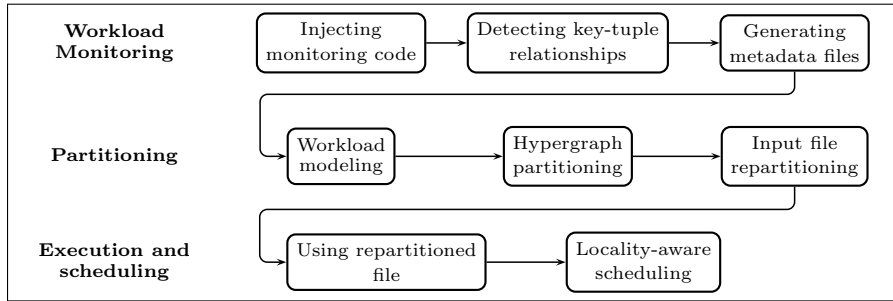 Workload
Monitoring
Injecting
monitoring code
Detecting key-tuple
relationships
Generating
metadata files
Partitioning
Workload
modeling
Hypergraph
partitioning
Input file
repartitioning
Execution and
scheduling
Using repartitioned
file
Locality-aware
scheduling